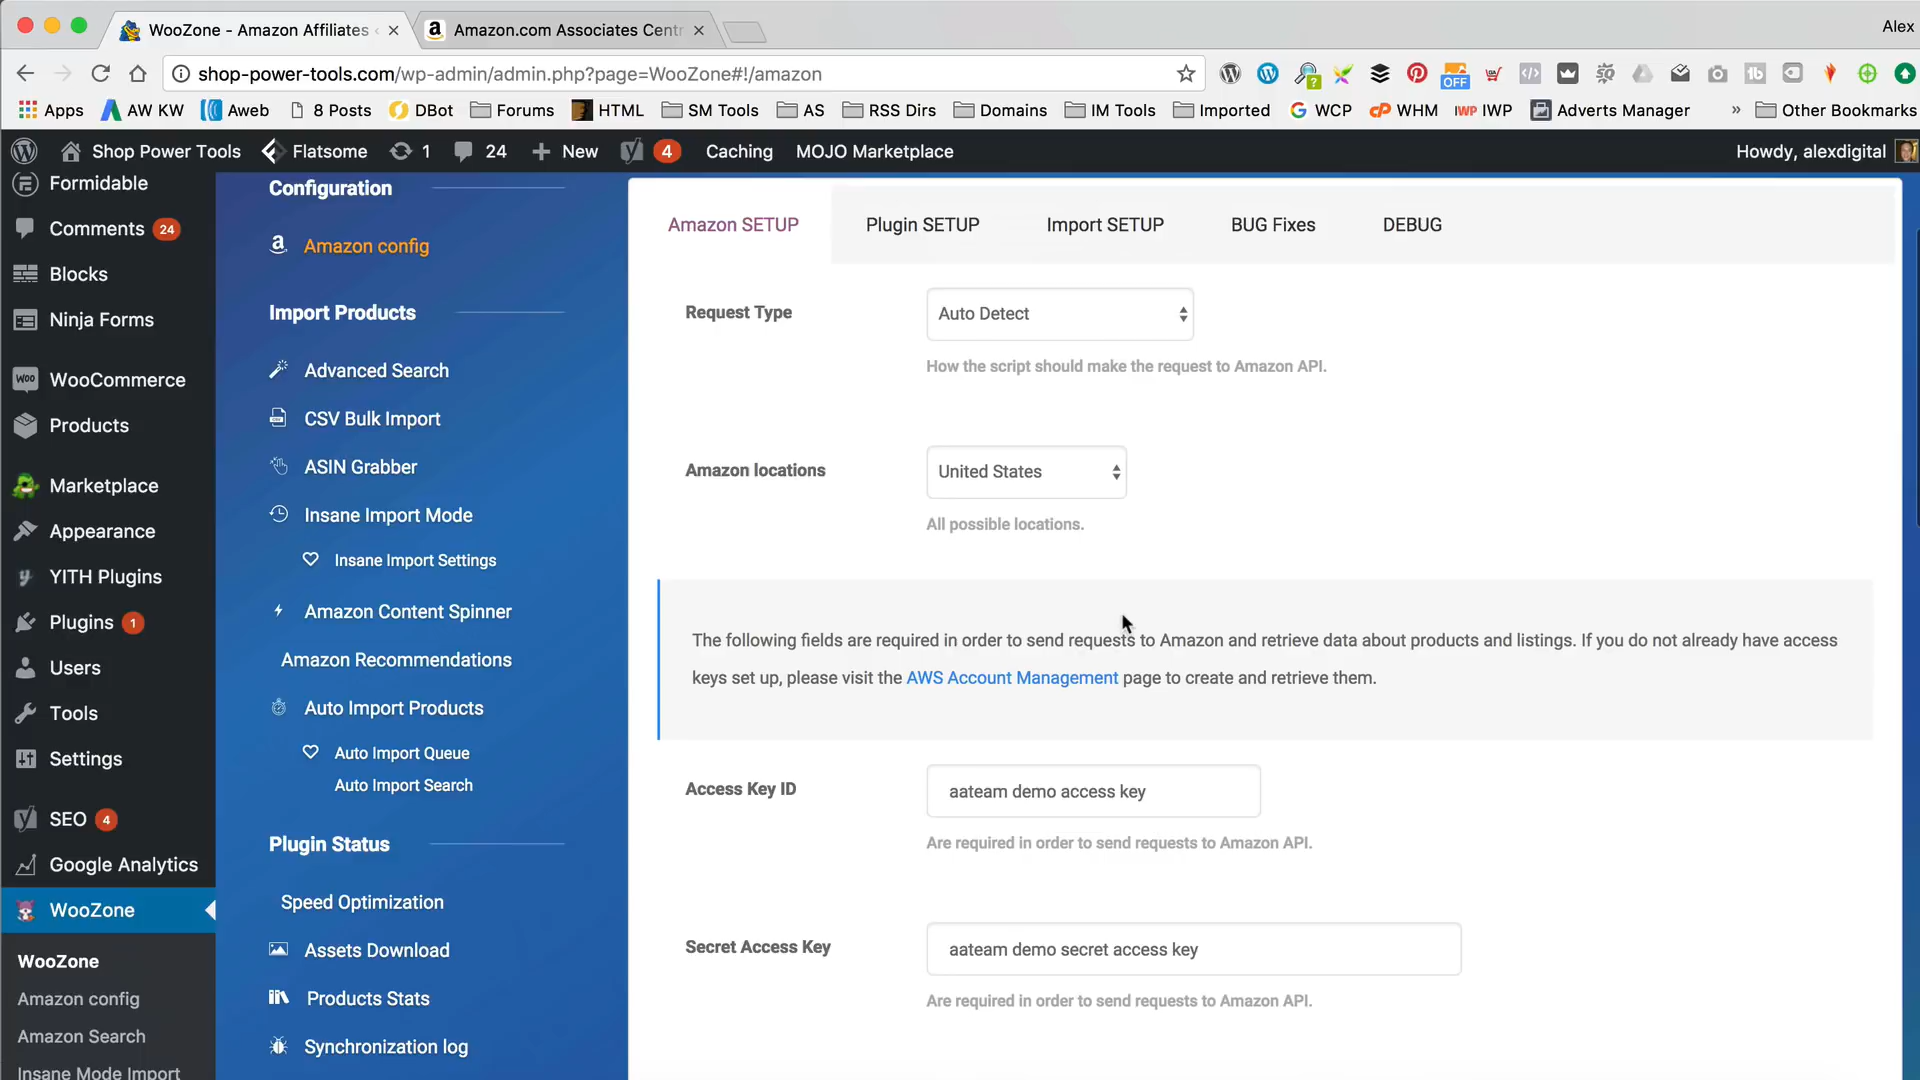 WooZone - Amazon Affiliates
Amazon.com Associates Centr
Alex
shop-power-tools.com/wp-admin/admin.php?page=WooZone#!/amazon
OFF
Apps
AW KW
Aweb
8 Posts
DBot
Forums
HTML
SM Tools
AS
RSS Dirs
Domains
IM Tools
Imported
WCP
WHM
IWP IWP
Adverts Manager
»
Other Bookmarks
Shop Power Tools
Flatsome
1
24
New
4
Caching
MOJO Marketplace
Howdy, alexdigital
Formidable
Comments 24
Blocks
Ninja Forms
WooCommerce
Products
Marketplace
Appearance
YITH Plugins
Plugins 1
Users
Tools
Settings
SEO 4
Google Analytics
WooZone
WooZone
Amazon config
Amazon Search
Insane Mode Import
Configuration
Amazon config
Import Products
Advanced Search
CSV Bulk Import
ASIN Grabber
Insane Import Mode
Insane Import Settings
Amazon Content Spinner
Amazon Recommendations
Auto Import Products
Auto Import Queue
Auto Import Search
Plugin Status
Speed Optimization
Assets Download
Products Stats
Synchronization log
Amazon SETUP
Plugin SETUP
Import SETUP
BUG Fixes
DEBUG
Request Type
Auto Detect
How the script should make the request to Amazon API.
Amazon locations
United States
All possible locations.
The following fields are required in order to send requests to Amazon and retrieve data about products and listings. If you do not already have access
keys set up, please visit the AWS Account Management page to create and retrieve them.
Access Key ID
aateam demo access key
Are required in order to send requests to Amazon API.
Secret Access Key
aateam demo secret access key
Are required in order to send requests to Amazon API.